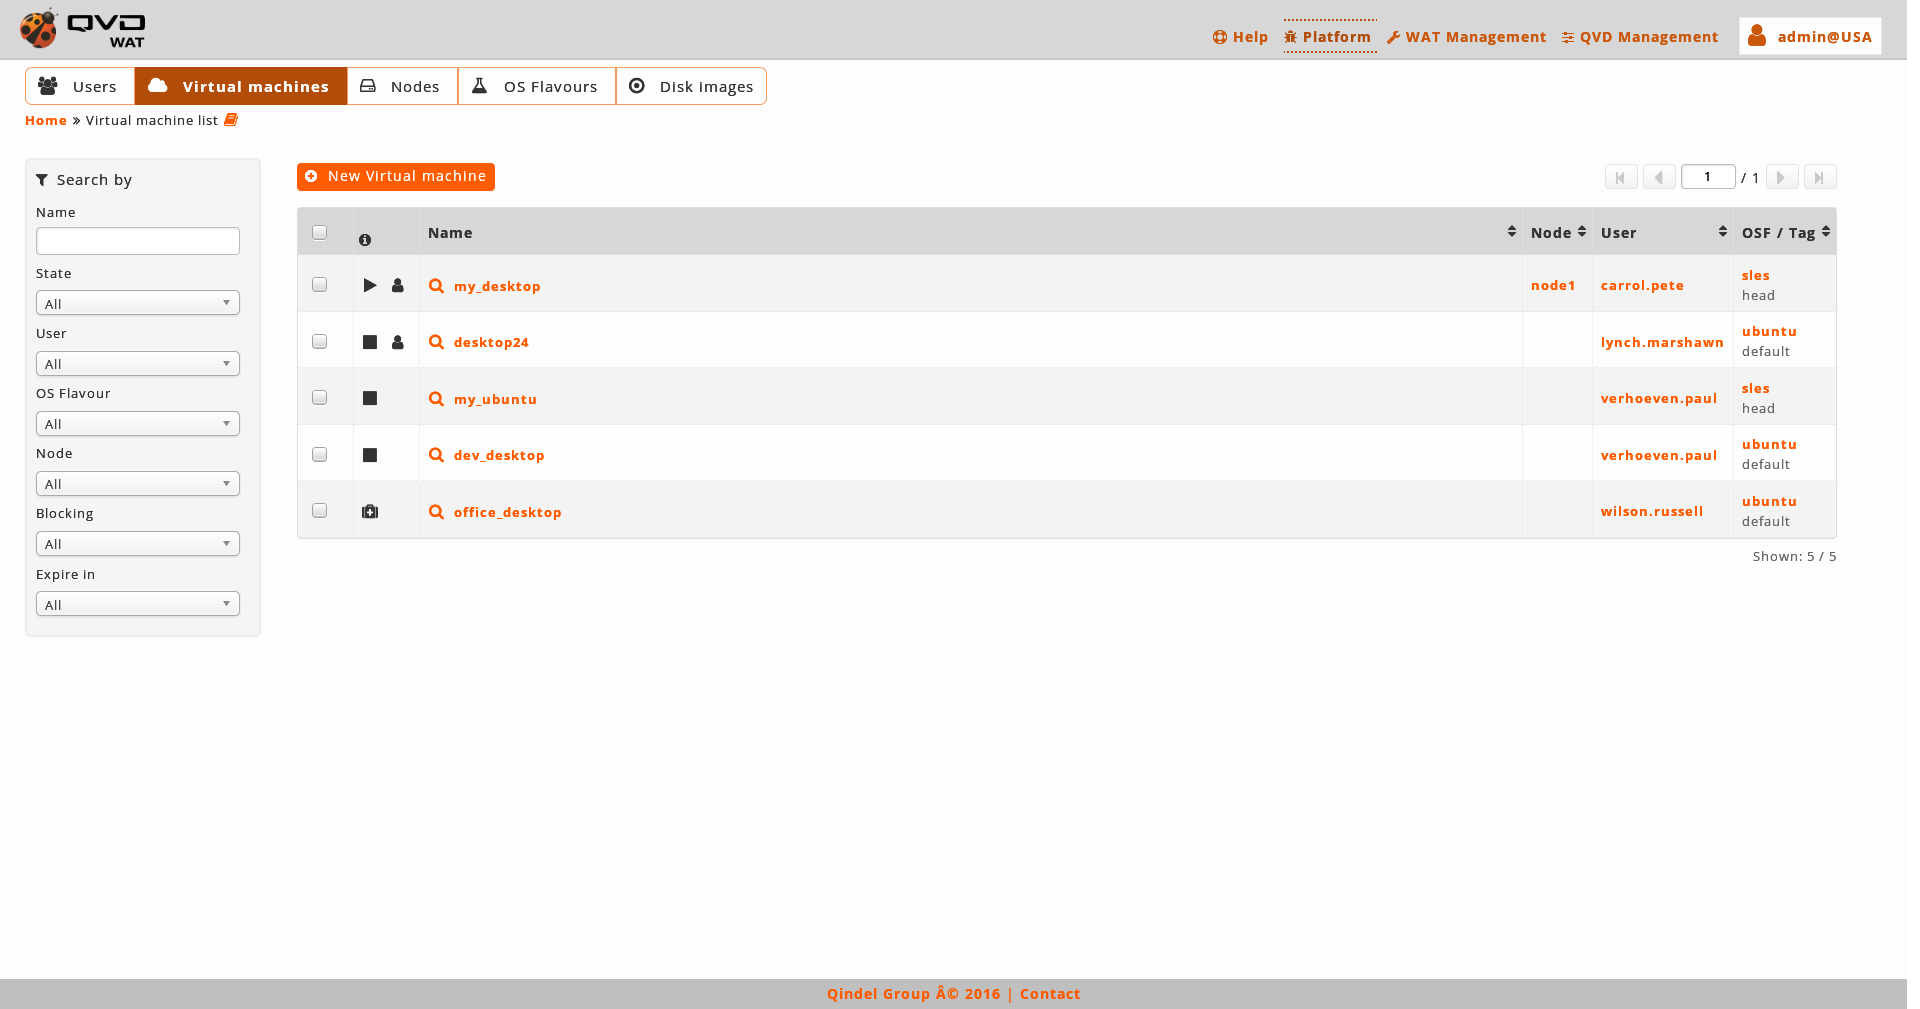 QVD
WAT
Help Platform WAT Management QVD Management admin@USA
Users Virtual machines Nodes OS Flavours Disk images
Home » Virtual machine list
Search by
Name
State
All
User
All
OS Flavour
All
Node
All
Blocking
All
Expire in
All
New Virtual machine
1 / 1
Name Node User OSF / Tag
my_desktop node1 carrol.pete sles
head
desktop24 lynch.marshawn ubuntu
default
my_ubuntu verhoeven.paul sles
head
dev_desktop verhoeven.paul ubuntu
default
office_desktop wilson.russell ubuntu
default
Shown: 5 / 5
Qindel Group Â© 2016 | Contact